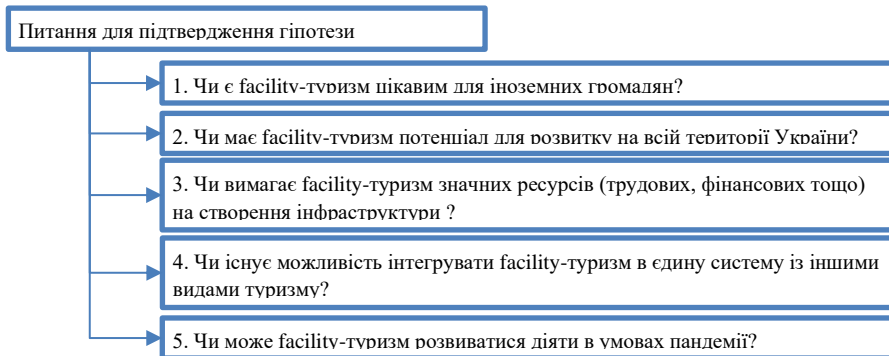 Питання для підтвердження гіпотези
1. Чи є facility-туризм цікавим для іноземних громадян?
2. Чи має facility-туризм потенціал для розвитку на всій території України?
3. Чи вимагає facility-туризм значних ресурсів (трудових, фінансових тощо)
на створення інфраструктури ?
4. Чи існує можливість інтегрувати facility-туризм в єдину систему із іншими
видами туризму?
5. Чи може facility-туризм розвиватися діяти в умовах пандемії?